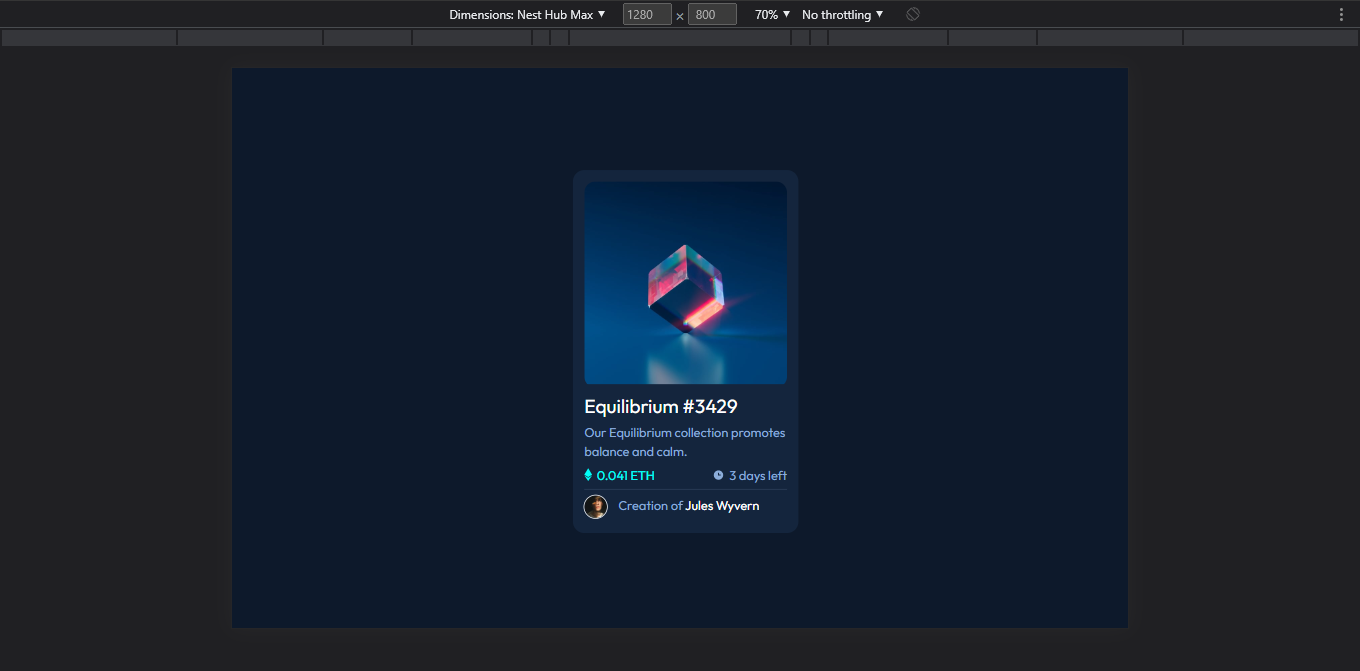 Dimensions: Nest Hub Max 1280 × 800 70% No throttling
Equilibrium #3429
Our Equilibrium collection promotes
balance and calm.
0.041 ETH 3 days left
Creation of Jules Wyvern